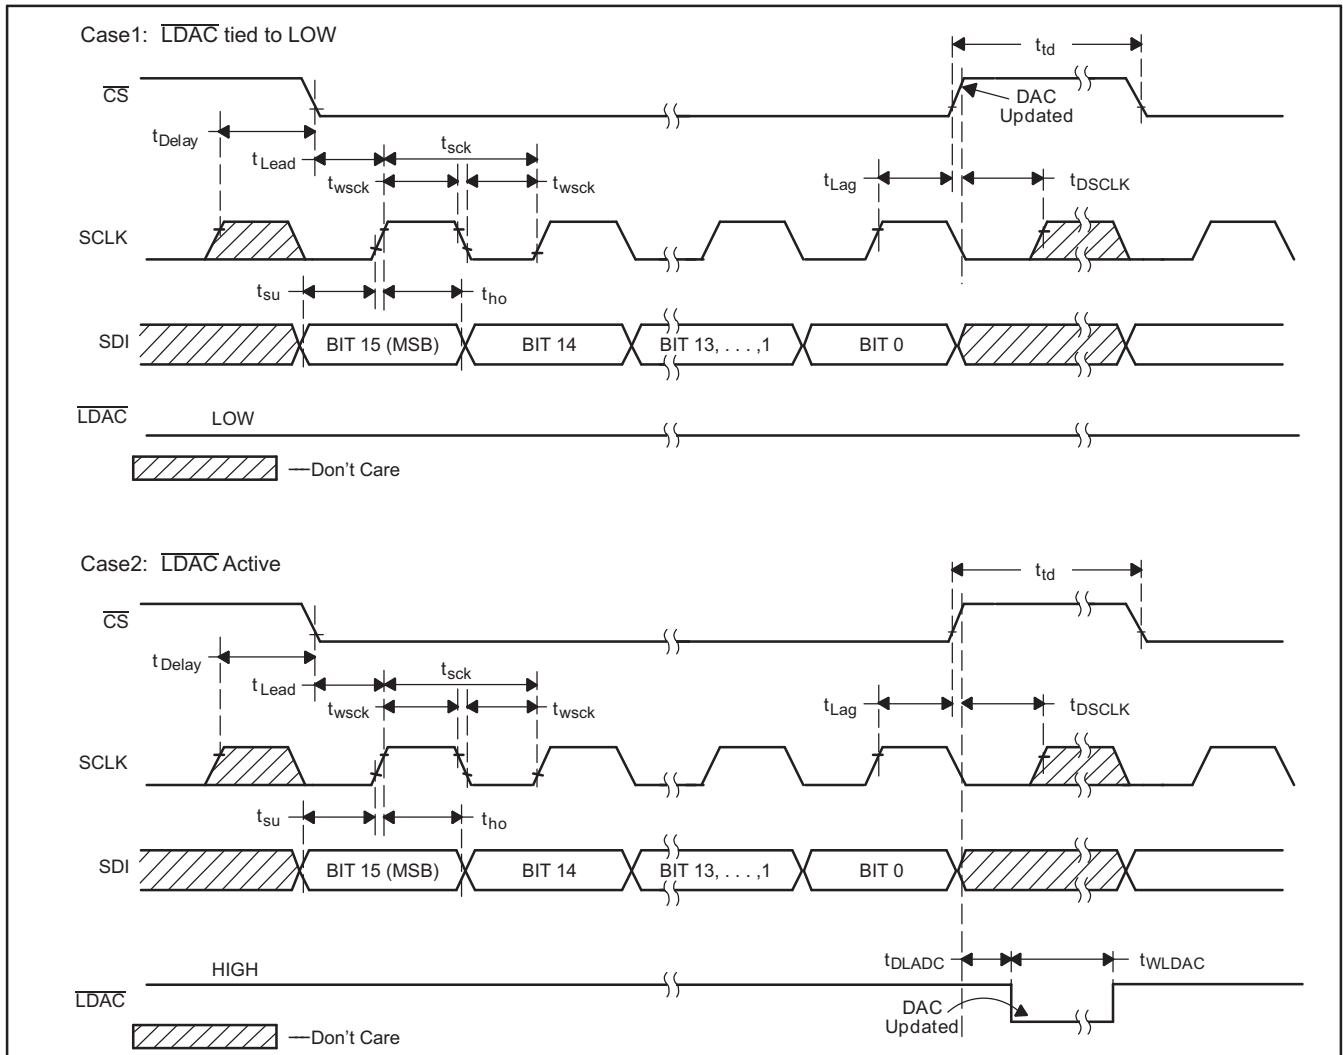 Case1: LDAC tied to LOW
t_td
CS
DAC
Updated
t_Delay
t_Lead
t_sck
t_wsck
t_wsck
t_Lag
t_DSCLK
SCLK
t_su
t_ho
SDI
BIT 15 (MSB)
BIT 14
BIT 13, . . . ,1
BIT 0
LDAC
LOW
—Don't Care
Case2: LDAC Active
t_td
CS
t_Delay
t_Lead
t_sck
t_wsck
t_wsck
t_Lag
t_DSCLK
SCLK
t_su
t_ho
SDI
BIT 15 (MSB)
BIT 14
BIT 13, . . . ,1
BIT 0
HIGH
t_DLADC
t_WLDAC
LDAC
DAC
Updated
—Don't Care